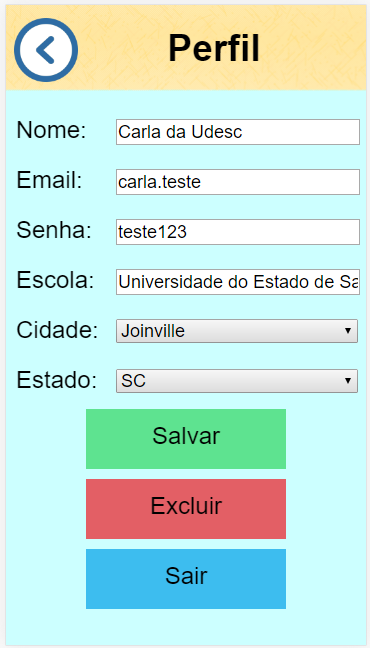 Perfil
Nome: Carla da Udesc
Email: carla.teste
Senha: teste123
Escola: Universidade do Estado de Sa
Cidade: Joinville
Estado: SC
Salvar
Excluir
Sair